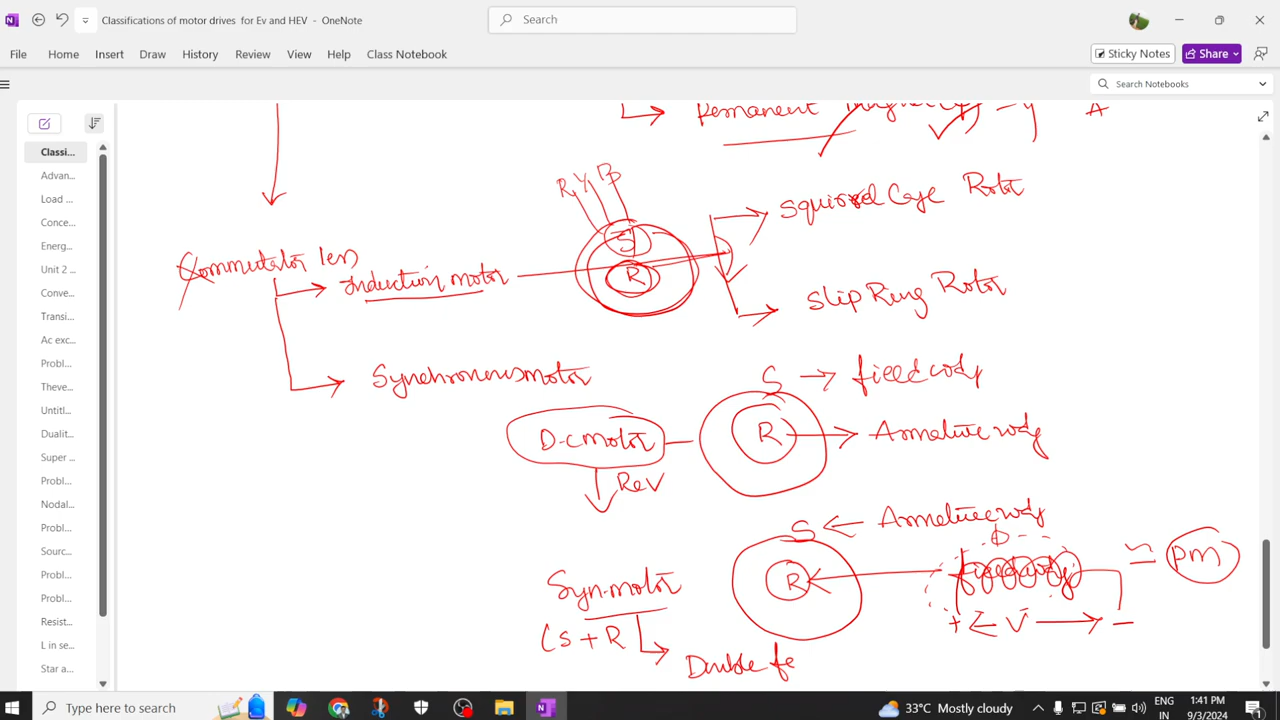 Classifications of motor drives for Ev and HEV - OneNote
Search
File Home Insert Draw History Review View Help Class Notebook
Sticky Notes
Share
Search Notebooks
Classi...
Advan...
Load ...
Conce...
Energ...
Unit 2 ...
Conve...
Transi...
Ac exc...
Probl...
Theve...
Untitl...
Dualit...
Super ...
Probl...
Nodal...
Probl...
Sourc...
Probl...
Probl...
Resist...
L in se...
Star a...
Permanent
A
R, Y, B
S
R
Squirrel Cage Rotor
Commutator less
Induction motor
Slip Ring Rotor
Synchronous motor
S → field wdg
D-c motor
R → Armature wdg
Rev
S ← Armature wdg
R ← field wdg
Φ
≃ PM
+ ← V → -
Syn-motor
(S + R
Double fe
Type here to search
33°C Mostly cloudy
ENG
IN
1:41 PM
9/3/2024